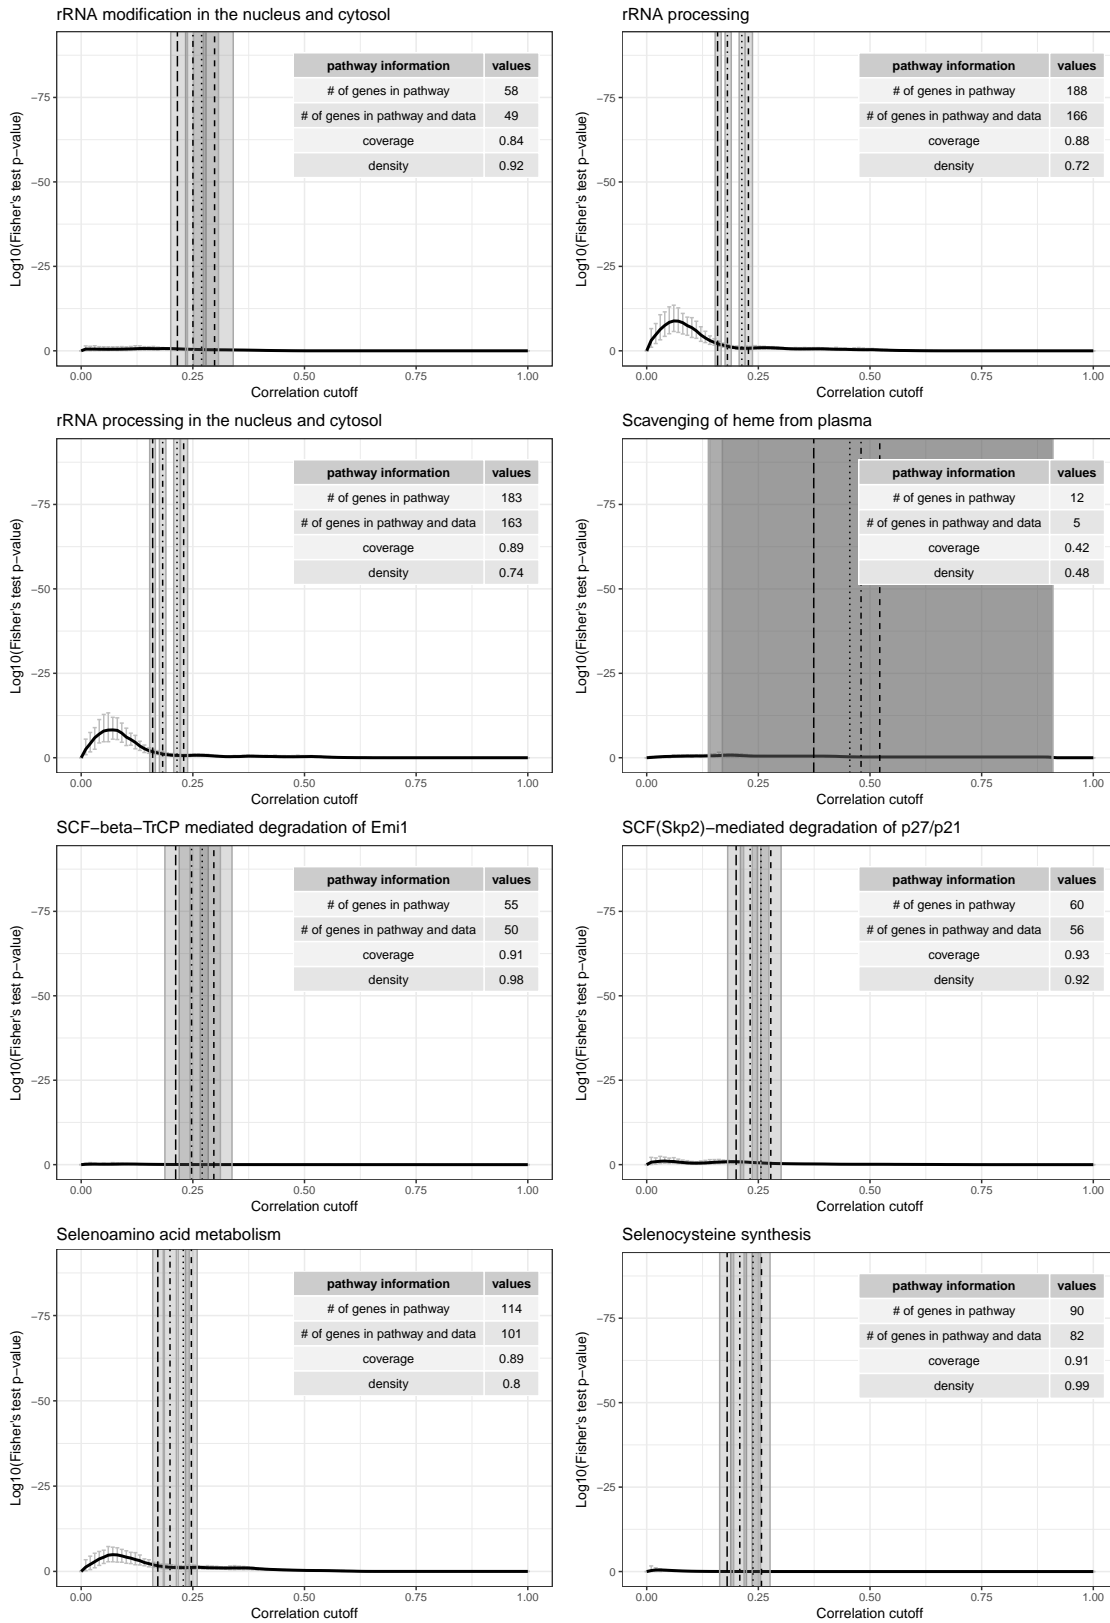 rRNA modification in the nucleus and cytosol
Log10(Fisher's test p−value)
−75
−50
−25
0
pathway information values
# of genes in pathway 58
# of genes in pathway and data 49
coverage 0.84
density 0.92
0.00 0.25 0.50 0.75 1.00
Correlation cutoff
rRNA processing
Log10(Fisher's test p−value)
−75
−50
−25
0
pathway information values
# of genes in pathway 188
# of genes in pathway and data 166
coverage 0.88
density 0.72
0.00 0.25 0.50 0.75 1.00
Correlation cutoff
rRNA processing in the nucleus and cytosol
Log10(Fisher's test p−value)
−75
−50
−25
0
pathway information values
# of genes in pathway 183
# of genes in pathway and data 163
coverage 0.89
density 0.74
0.00 0.25 0.50 0.75 1.00
Correlation cutoff
Scavenging of heme from plasma
Log10(Fisher's test p−value)
−75
−50
−25
0
pathway information values
# of genes in pathway 12
# of genes in pathway and data 5
coverage 0.42
density 0.48
0.00 0.25 0.50 0.75 1.00
Correlation cutoff
SCF−beta−TrCP mediated degradation of Emi1
Log10(Fisher's test p−value)
−75
−50
−25
0
pathway information values
# of genes in pathway 55
# of genes in pathway and data 50
coverage 0.91
density 0.98
0.00 0.25 0.50 0.75 1.00
Correlation cutoff
SCF(Skp2)−mediated degradation of p27/p21
Log10(Fisher's test p−value)
−75
−50
−25
0
pathway information values
# of genes in pathway 60
# of genes in pathway and data 56
coverage 0.93
density 0.92
0.00 0.25 0.50 0.75 1.00
Correlation cutoff
Selenoamino acid metabolism
Log10(Fisher's test p−value)
−75
−50
−25
0
pathway information values
# of genes in pathway 114
# of genes in pathway and data 101
coverage 0.89
density 0.8
0.00 0.25 0.50 0.75 1.00
Correlation cutoff
Selenocysteine synthesis
Log10(Fisher's test p−value)
−75
−50
−25
0
pathway information values
# of genes in pathway 90
# of genes in pathway and data 82
coverage 0.91
density 0.99
0.00 0.25 0.50 0.75 1.00
Correlation cutoff